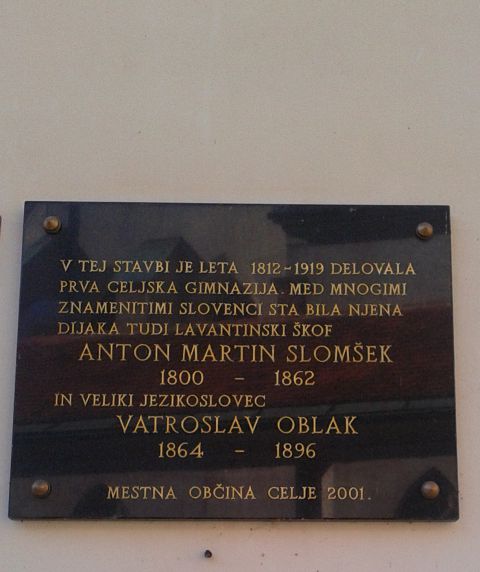 V TEJ STAVBI JE LETA 1812-1919 DELOVALA
PRVA CELJSKA GIMNAZIJA. MED MNOGIMI
ZNAMENITIMI SLOVENCI STA BILA NJENA
DIJAKA TUDI LAVANTINSKI ŠKOF
ANTON MARTIN SLOMŠEK
1800 - 1862
IN VELIKI JEZIKOSLOVEC
VATROSLAV OBLAK
1864 - 1896
MESTNA OBČINA CELJE 2001.